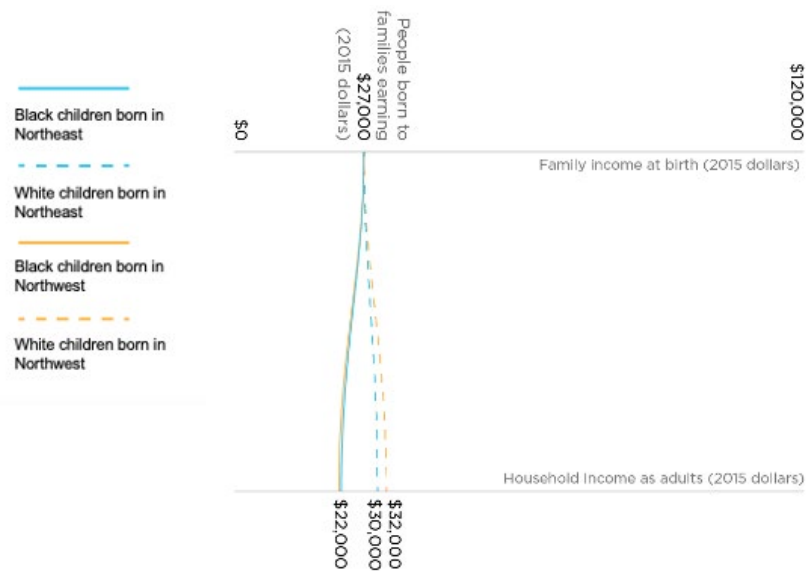 Black children born in
Northeast
White children born in
Northeast
Black children born in
Northwest
White children born in
Northwest
$0
People born to
families earning
$27,000
(2015 dollars)
$120,000
Family income at birth (2015 dollars)
Household income as adults (2015 dollars)
$22,000
$30,000
$32,000